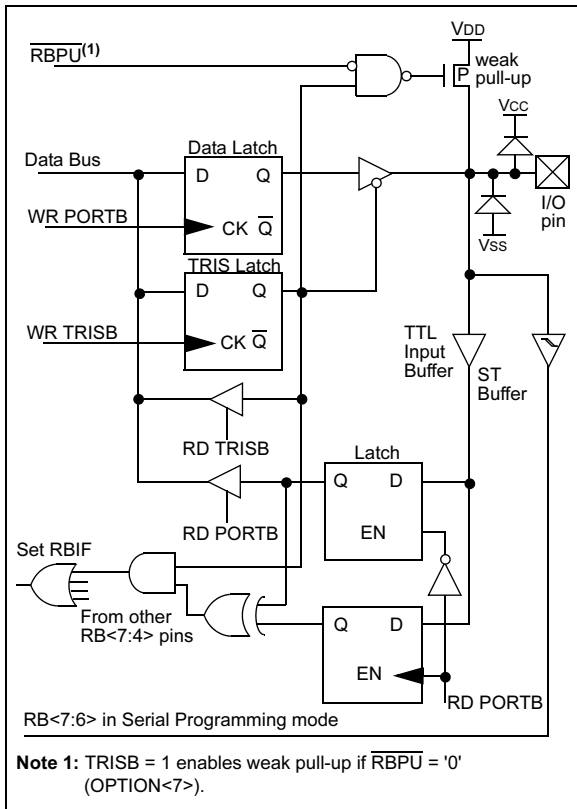 VDD
RBPU(1)
weak
pull-up
P
VCC
Data Latch
Data Bus
D Q
I/O
pin
WR PORTB
CK Q
VSS
TRIS Latch
D Q
WR TRISB
CK Q
TTL
Input
Buffer
ST
Buffer
RD TRISB
Latch
Q D
RD PORTB
EN
Set RBIF
From other
RB<7:4> pins
Q D
EN
RD PORTB
RB<7:6> in Serial Programming mode
Note 1: TRISB = 1 enables weak pull-up if RBPU = '0'
(OPTION<7>).